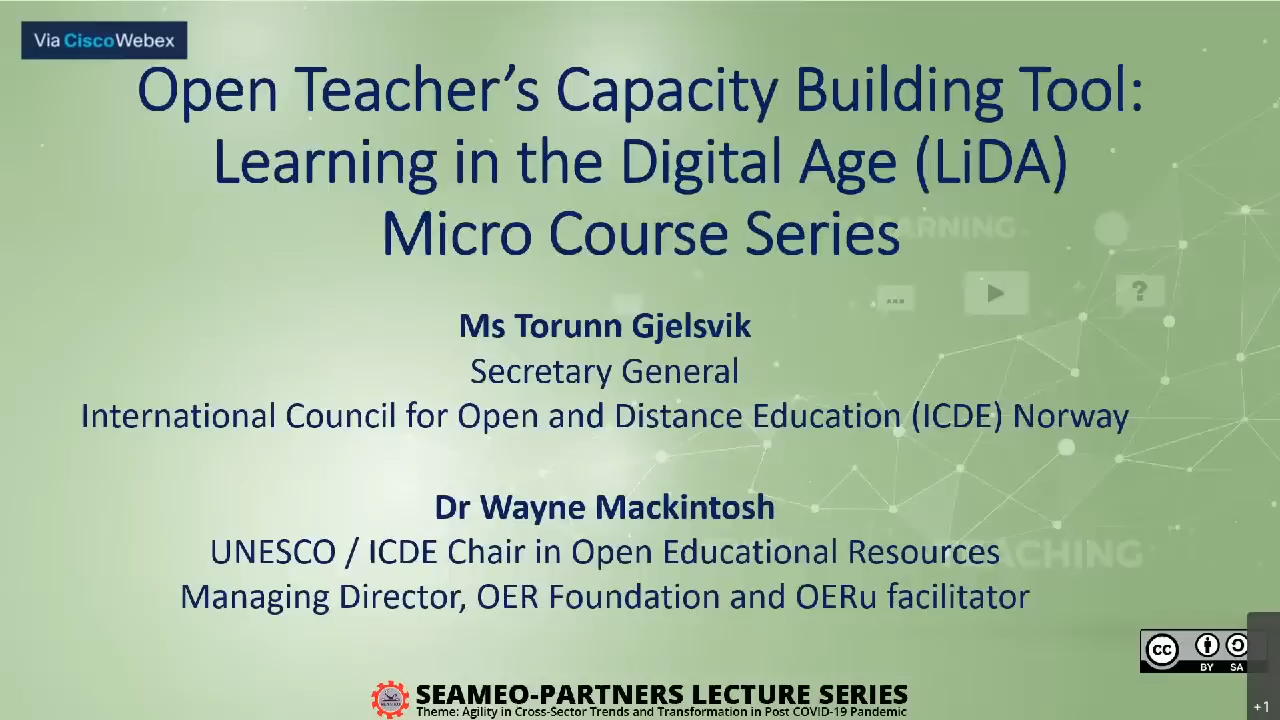 Via CiscoWebex
Open Teacher’s Capacity Building Tool:
Learning in the Digital Age (LiDA)
Micro Course Series
ARNING
...
?
Ms Torunn Gjelsvik
Secretary General
International Council for Open and Distance Education (ICDE) Norway
Dr Wayne Mackintosh
UNESCO / ICDE Chair in Open Educational Resources
ACHING
Managing Director, OER Foundation and OERu facilitator
cc
BY SA
SEAMEO-PARTNERS LECTURE SERIES
Theme: Agility in Cross-Sector Trends and Transformation in Post COVID-19 Pandemic
+1